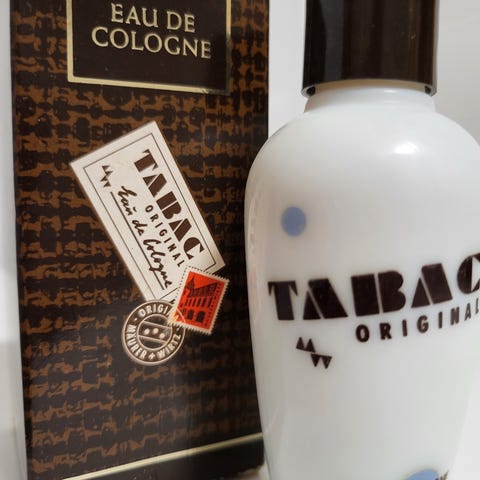 EAU DE
COLOGNE
TABAC
ORIGINAL
Eau de Cologne
ORIGINAL
MÄURER + WIRTZ
TABAC
ORIGINAL